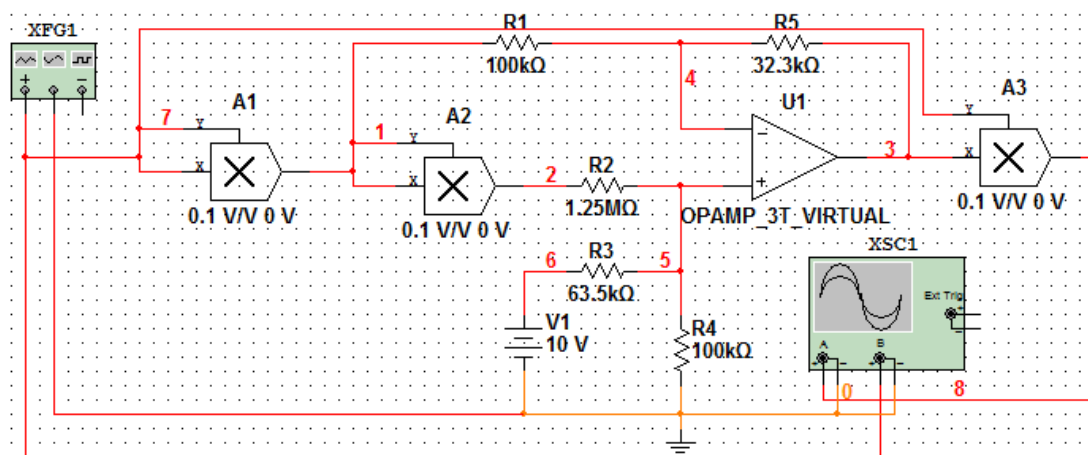 XFG1
R1
100kΩ
R5
32.3kΩ
A1
7
Y
X
0.1 V/V 0 V
A2
1
Y
X
0.1 V/V 0 V
2
R2
1.25MΩ
4
U1
OPAMP_3T_VIRTUAL
3
A3
Y
X
0.1 V/V 0 V
6
R3
63.5kΩ
5
V1
10 V
R4
100kΩ
XSC1
Ext Trig
A
B
0
8